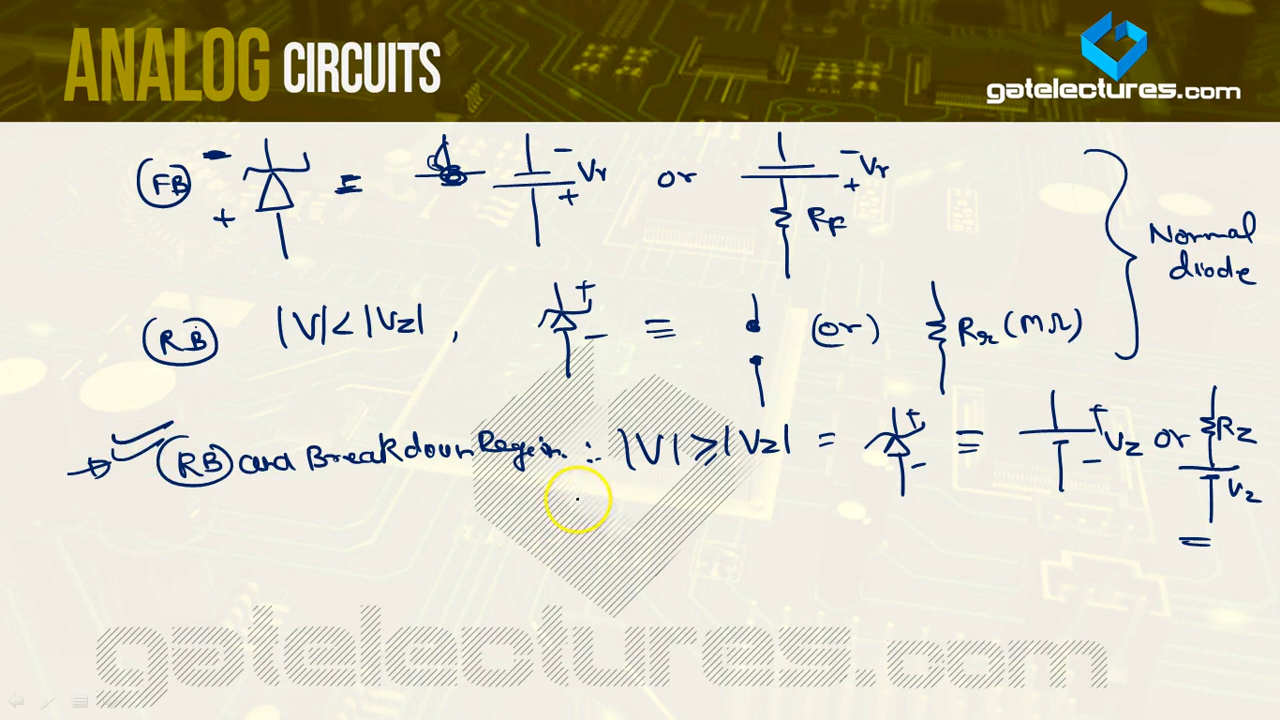 ANALOG CIRCUITS
gatelectures.com
FB - + ≡ - Vr + or - Vr + RF
Normal diode
RB |V| < |Vz| , + - ≡ (or) Rr (MΩ)
RB and Breakdown Region :- |V| ≥ |Vz| = + - ≡ + - Vz or Rz Vz
gatelectures.com